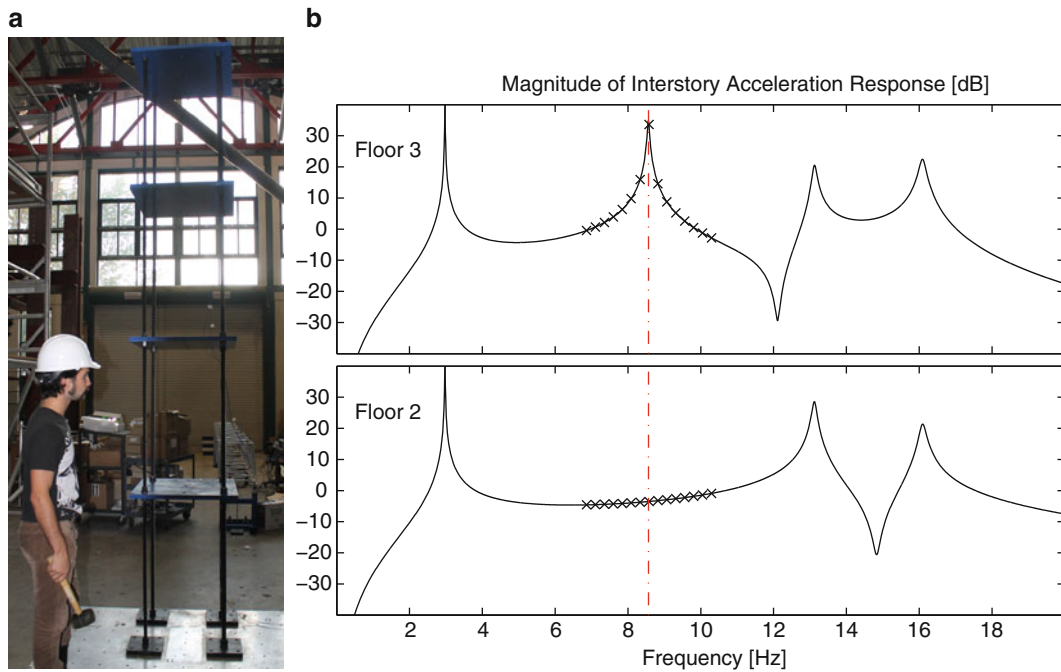 a
b
Magnitude of Interstory Acceleration Response [dB]
Floor 3
30
20
10
0
−10
−20
−30
Floor 2
30
20
10
0
−10
−20
−30
2 4 6 8 10 12 14 16 18
Frequency [Hz]